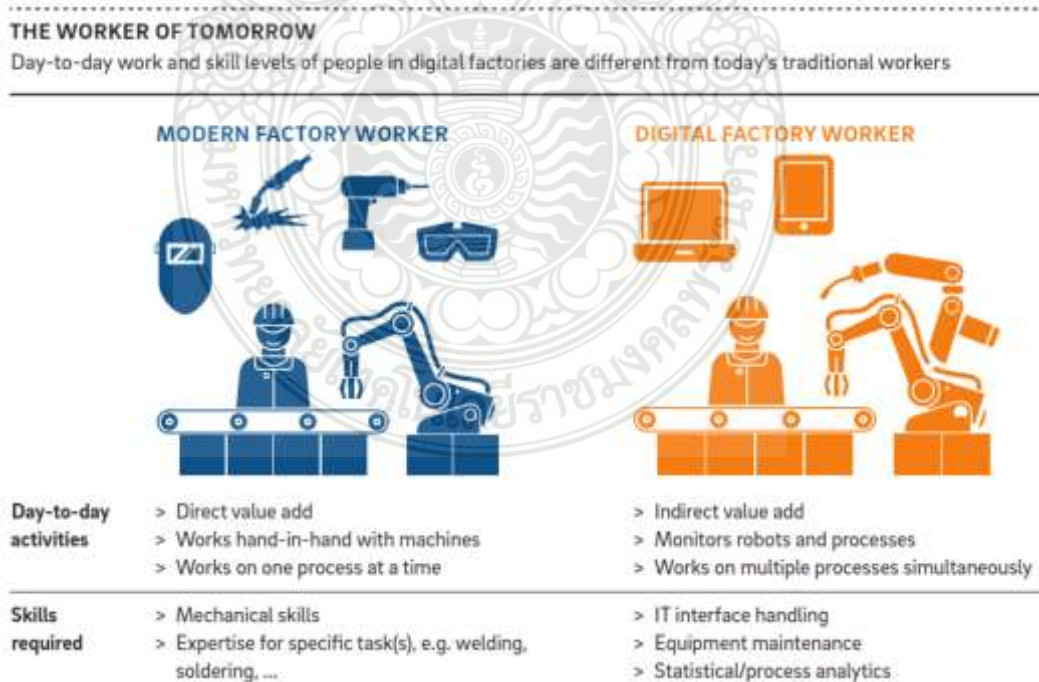 THE WORKER OF TOMORROW
Day-to-day work and skill levels of people in digital factories are different from today's traditional workers
MODERN FACTORY WORKER
DIGITAL FACTORY WORKER
Day-to-day
activities
> Direct value add
> Works hand-in-hand with machines
> Works on one process at a time
> Indirect value add
> Monitors robots and processes
> Works on multiple processes simultaneously
Skills
required
> Mechanical skills
> Expertise for specific task(s), e.g. welding,
soldering, ...
> IT interface handling
> Equipment maintenance
> Statistical/process analytics